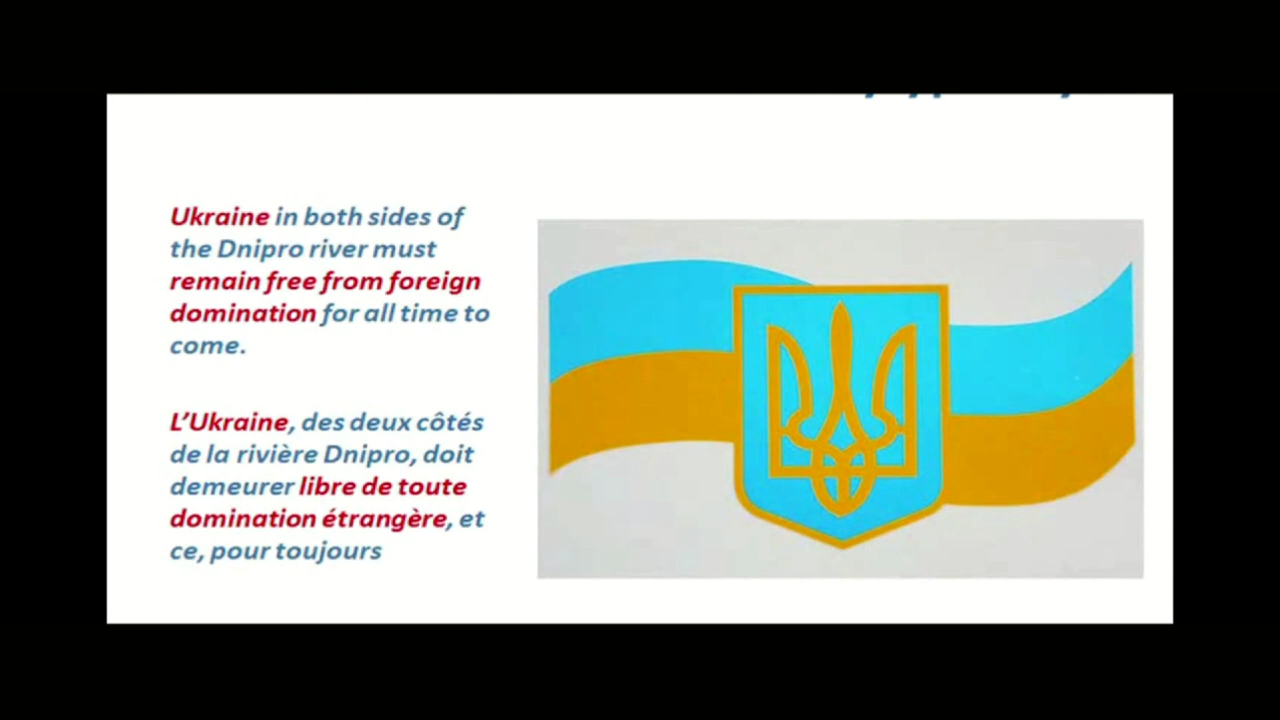 Ukraine in both sides of
the Dnipro river must
remain free from foreign
domination for all time to
come.
L’Ukraine, des deux côtés
de la rivière Dnipro, doit
demeurer libre de toute
domination étrangère, et
ce, pour toujours